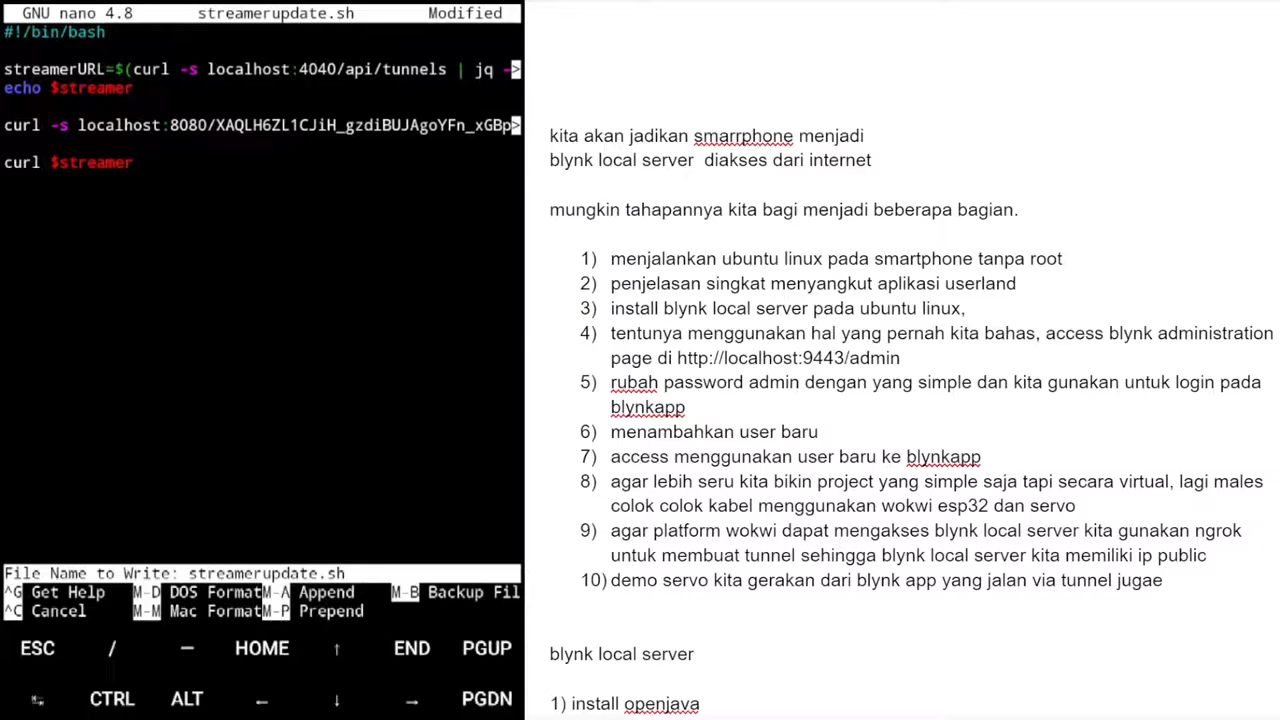 GNU nano 4.8 streamerupdate.sh Modified
#!/bin/bash
streamerURL=$(curl -s localhost:4040/api/tunnels | jq ->
echo $streamer
curl -s localhost:8080/XAQLH6ZL1CJiH_gzdiBUJAgoYFn_xGBp>
curl $streamer
File Name to Write: streamerupdate.sh
^G Get Help M-D DOS Format M-A Append M-B Backup Fil
^C Cancel M-M Mac Format M-P Prepend
ESC / — HOME ↑ END PGUP
↹ CTRL ALT ← ↓ → PGDN
kita akan jadikan smarrphone menjadi
blynk local server diakses dari internet
mungkin tahapannya kita bagi menjadi beberapa bagian.
1) menjalankan ubuntu linux pada smartphone tanpa root
2) penjelasan singkat menyangkut aplikasi userland
3) install blynk local server pada ubuntu linux,
4) tentunya menggunakan hal yang pernah kita bahas, access blynk administration
page di http://localhost:9443/admin
5) rubah password admin dengan yang simple dan kita gunakan untuk login pada
blynkapp
6) menambahkan user baru
7) access menggunakan user baru ke blynkapp
8) agar lebih seru kita bikin project yang simple saja tapi secara virtual, lagi males
colok colok kabel menggunakan wokwi esp32 dan servo
9) agar platform wokwi dapat mengakses blynk local server kita gunakan ngrok
untuk membuat tunnel sehingga blynk local server kita memiliki ip public
10) demo servo kita gerakan dari blynk app yang jalan via tunnel jugae
blynk local server
1) install openjava